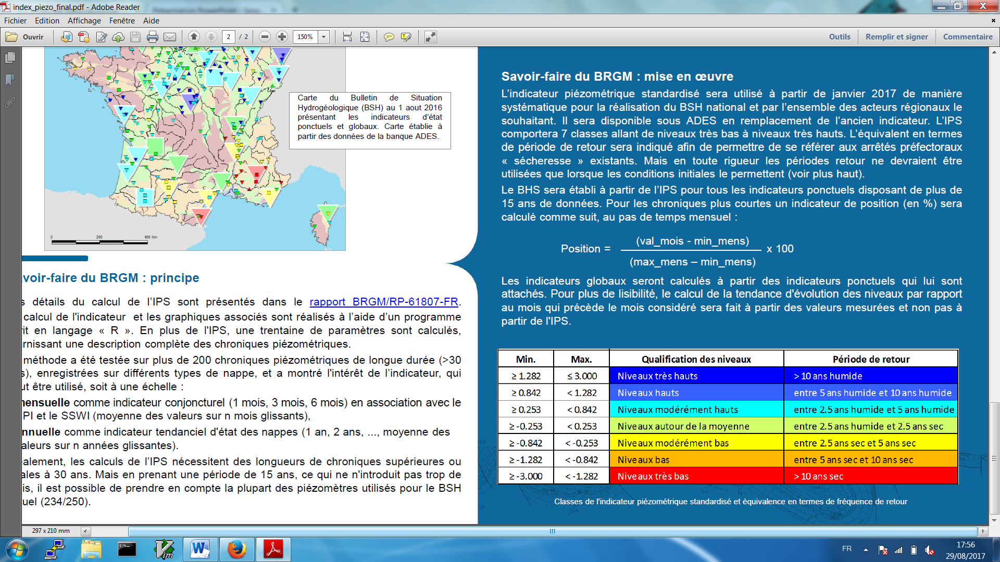 index_piezo_final.pdf - Adobe Reader
Fichier Edition Affichage Fenêtre Aide
Ouvrir
2 / 2
150%
Outils
Remplir et signer
Commentaire
Carte du Bulletin de Situation
Hydrogéologique (BSH) au 1 aout 2016
présentant les indicateurs d'état
ponctuels et globaux. Carte établie à
partir des données de la banque ADES.
0 200 400 Km
avoir-faire du BRGM : principe
s détails du calcul de l'IPS sont présentés dans le rapport BRGM/RP-61807-FR.
calcul de l'indicateur et les graphiques associés sont réalisés à l'aide d'un programme
rit en langage « R ». En plus de l'IPS, une trentaine de paramètres sont calculés,
urnissant une description complète des chroniques piézométriques.
méthode a été testée sur plus de 200 chroniques piézométriques de longue durée (>30
s), enregistrées sur différents types de nappe, et a montré l'intérêt de l'indicateur, qui
ut être utilisé, soit à une échelle :
mensuelle comme indicateur conjoncturel (1 mois, 3 mois, 6 mois) en association avec le
PI et le SSWI (moyenne des valeurs sur n mois glissants),
nnuelle comme indicateur tendanciel d'état des nappes (1 an, 2 ans, ..., moyenne des
aleurs sur n années glissantes).
éalement, les calculs de l'IPS nécessitent des longueurs de chroniques supérieures ou
ales à 30 ans. Mais en prenant une période de 15 ans, ce qui ne n'introduit pas trop de
is, il est possible de prendre en compte la plupart des piézomètres utilisés pour le BSH
uel (234/250).
Savoir-faire du BRGM : mise en œuvre
L'indicateur piézométrique standardisé sera utilisé à partir de janvier 2017 de manière
systématique pour la réalisation du BSH national et par l'ensemble des acteurs régionaux le
souhaitant. Il sera disponible sous ADES en remplacement de l'ancien indicateur. L'IPS
comportera 7 classes allant de niveaux très bas à niveaux très hauts. L'équivalent en termes
de période de retour sera indiqué afin de permettre de se référer aux arrêtés préfectoraux
« sécheresse » existants. Mais en toute rigueur les périodes retour ne devraient être
utilisées que lorsque les conditions initiales le permettent (voir plus haut).
Le BHS sera établi à partir de l'IPS pour tous les indicateurs ponctuels disposant de plus de
15 ans de données. Pour les chroniques plus courtes un indicateur de position (en %) sera
calculé comme suit, au pas de temps mensuel :
(val_mois - min_mens)
Position = x 100
(max_mens – min_mens)
Les indicateurs globaux seront calculés à partir des indicateurs ponctuels qui lui sont
attachés. Pour plus de lisibilité, le calcul de la tendance d'évolution des niveaux par rapport
au mois qui précède le mois considéré sera fait à partir des valeurs mesurées et non pas à
partir de l'IPS.
Min. Max. Qualification des niveaux Période de retour
≥ 1.282 ≤ 3.000 Niveaux très hauts > 10 ans humide
≥ 0.842 < 1.282 Niveaux hauts entre 5 ans humide et 10 ans humide
≥ 0.253 < 0.842 Niveaux modérément hauts entre 2.5 ans humide et 5 ans humide
≥ -0.253 < 0.253 Niveaux autour de la moyenne entre 2.5 ans humide et 2.5 ans sec
≥ -0.842 < -0.253 Niveaux modérément bas entre 2.5 ans sec et 5 ans sec
≥ -1.282 < -0.842 Niveaux bas entre 5 ans sec et 10 ans sec
≥ -3.000 < -1.282 Niveaux très bas > 10 ans sec
Classes de l'indicateur piézométrique standardisé et équivalence en termes de fréquence de retour
297 x 210 mm
FR
17:56
29/08/2017